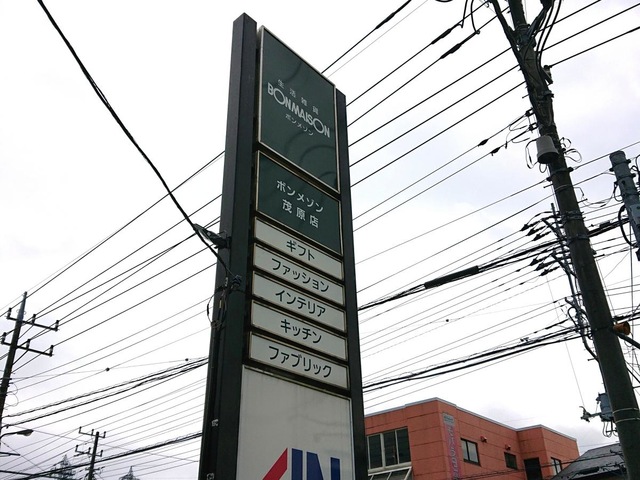 生活雑貨
BONMAISON
ボンメゾン
ボンメゾン
茂原店
ギフト
ファッション
インテリア
キッチン
ファブリック
IN